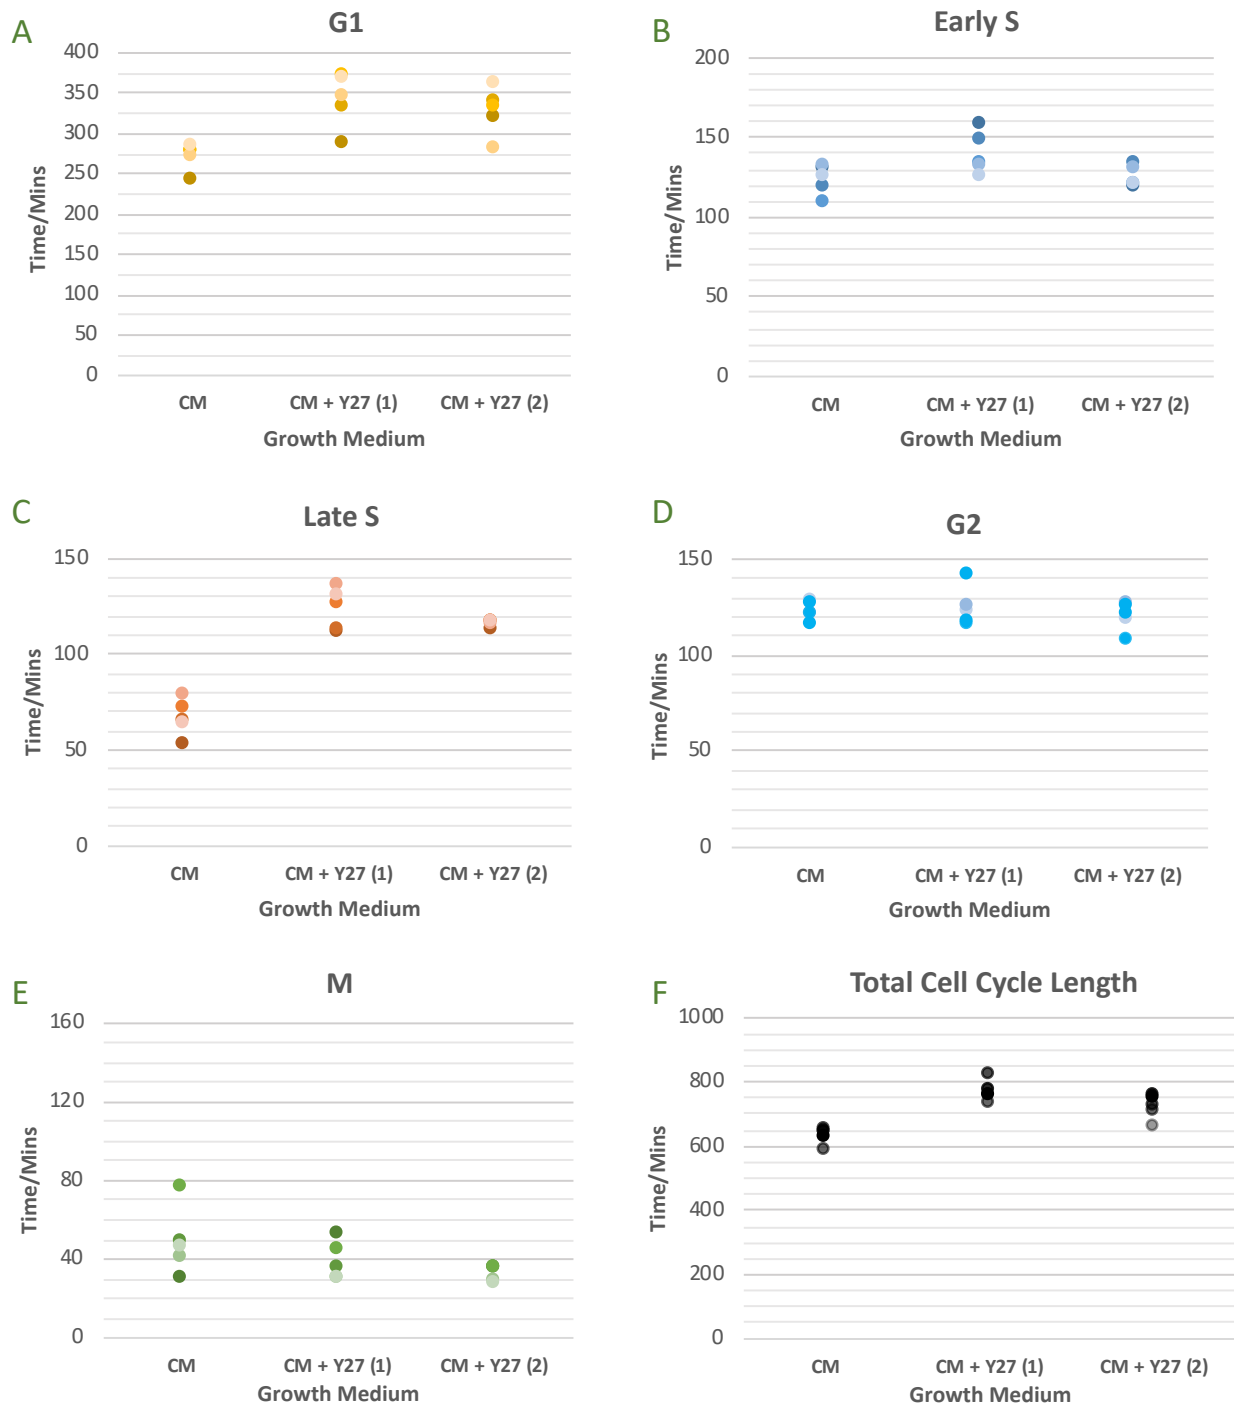 A
G1
400
350
300
250
200
150
100
50
0
Time/Mins
CM
CM + Y27 (1)
CM + Y27 (2)
Growth Medium
B
Early S
200
150
100
50
0
Time/Mins
CM
CM + Y27 (1)
CM + Y27 (2)
Growth Medium
C
Late S
150
100
50
0
Time/Mins
CM
CM + Y27 (1)
CM + Y27 (2)
Growth Medium
D
G2
150
100
50
0
Time/Mins
CM
CM + Y27 (1)
CM + Y27 (2)
Growth Medium
E
M
160
120
80
40
0
Time/Mins
CM
CM + Y27 (1)
CM + Y27 (2)
Growth Medium
F
Total Cell Cycle Length
1000
800
600
400
200
0
Time/Mins
CM
CM + Y27 (1)
CM + Y27 (2)
Growth Medium